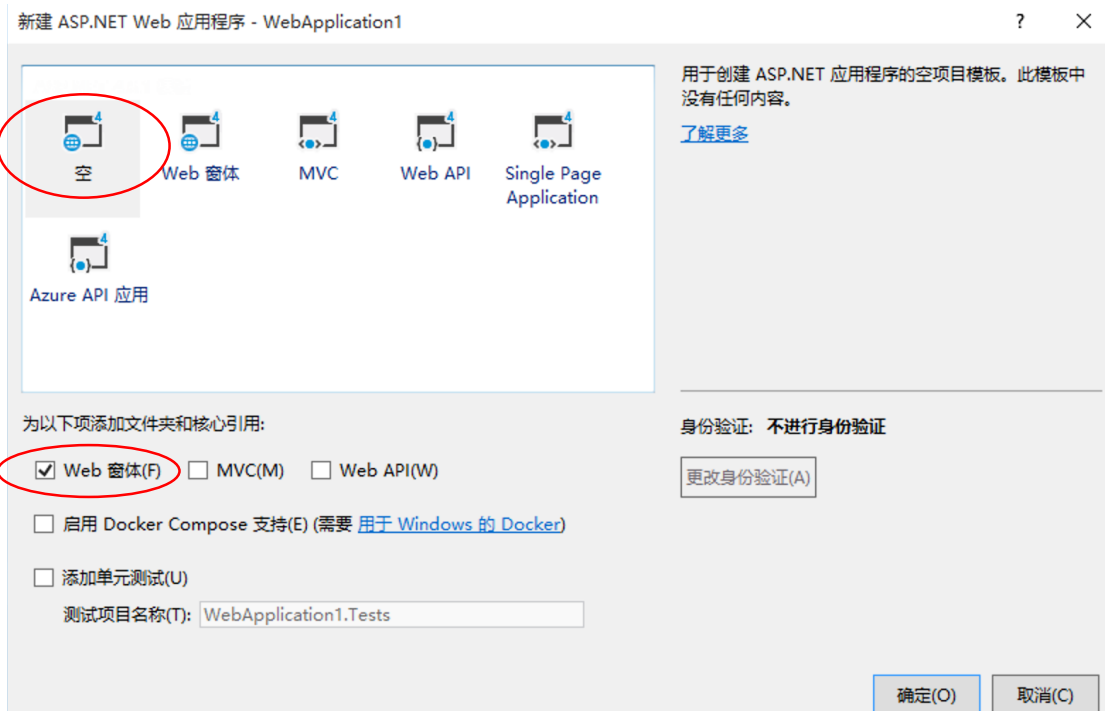 新建 ASP.NET Web 应用程序 - WebApplication1
?
空
Web 窗体
MVC
Web API
Single Page
Application
Azure API 应用
用于创建 ASP.NET 应用程序的空项目模板。此模板中
没有任何内容。
了解更多
为以下项添加文件夹和核心引用:
Web 窗体(F) MVC(M) Web API(W)
启用 Docker Compose 支持(E) (需要 用于 Windows 的 Docker)
添加单元测试(U)
测试项目名称(T): WebApplication1.Tests
身份验证: 不进行身份验证
更改身份验证(A)
确定(O) 取消(C)